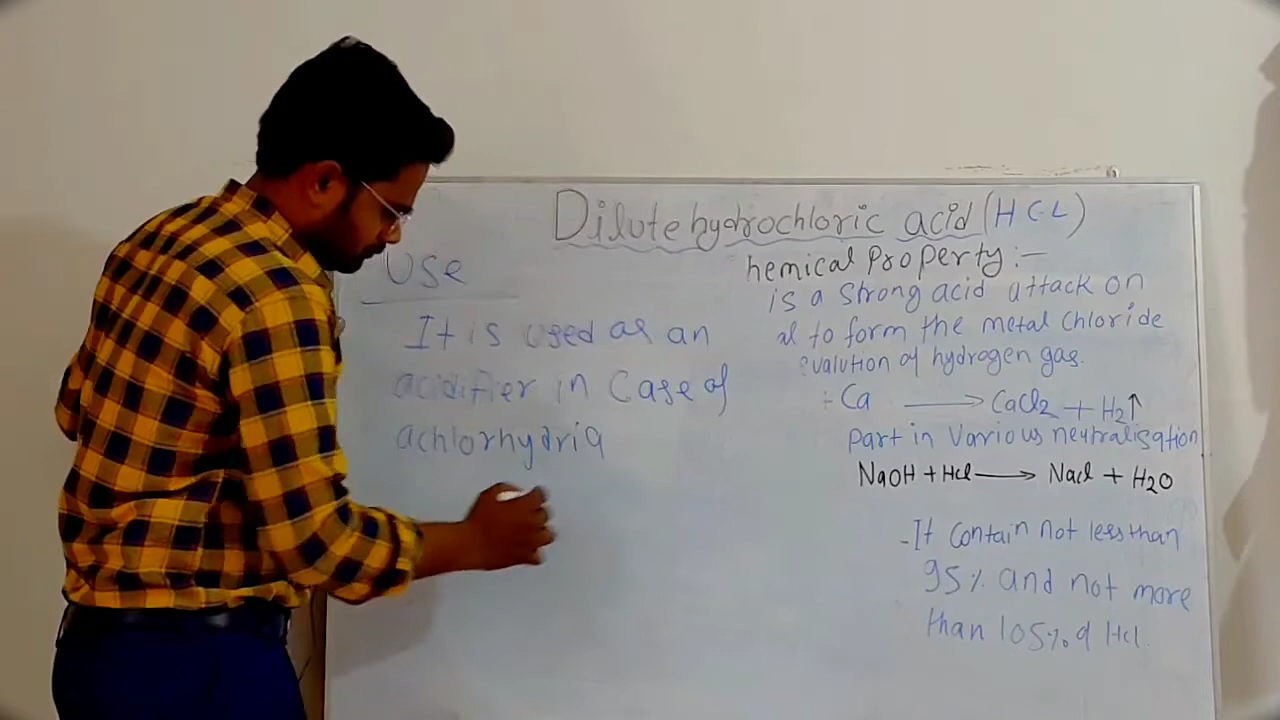 Dilute hydrochloric acid (HCL)
Use
It is used as an
acidifier in Case of
achlorhydria
hemical Property :-
is a strong acid attack on
al to form the metal chloride
evalution of hydrogen gas.
+ Ca → CaCl2 + H2↑
part in various neutralisation
NaOH + Hcl → Nacl + H2O
- It contain not less than
95% and not more
than 105% of Hcl.